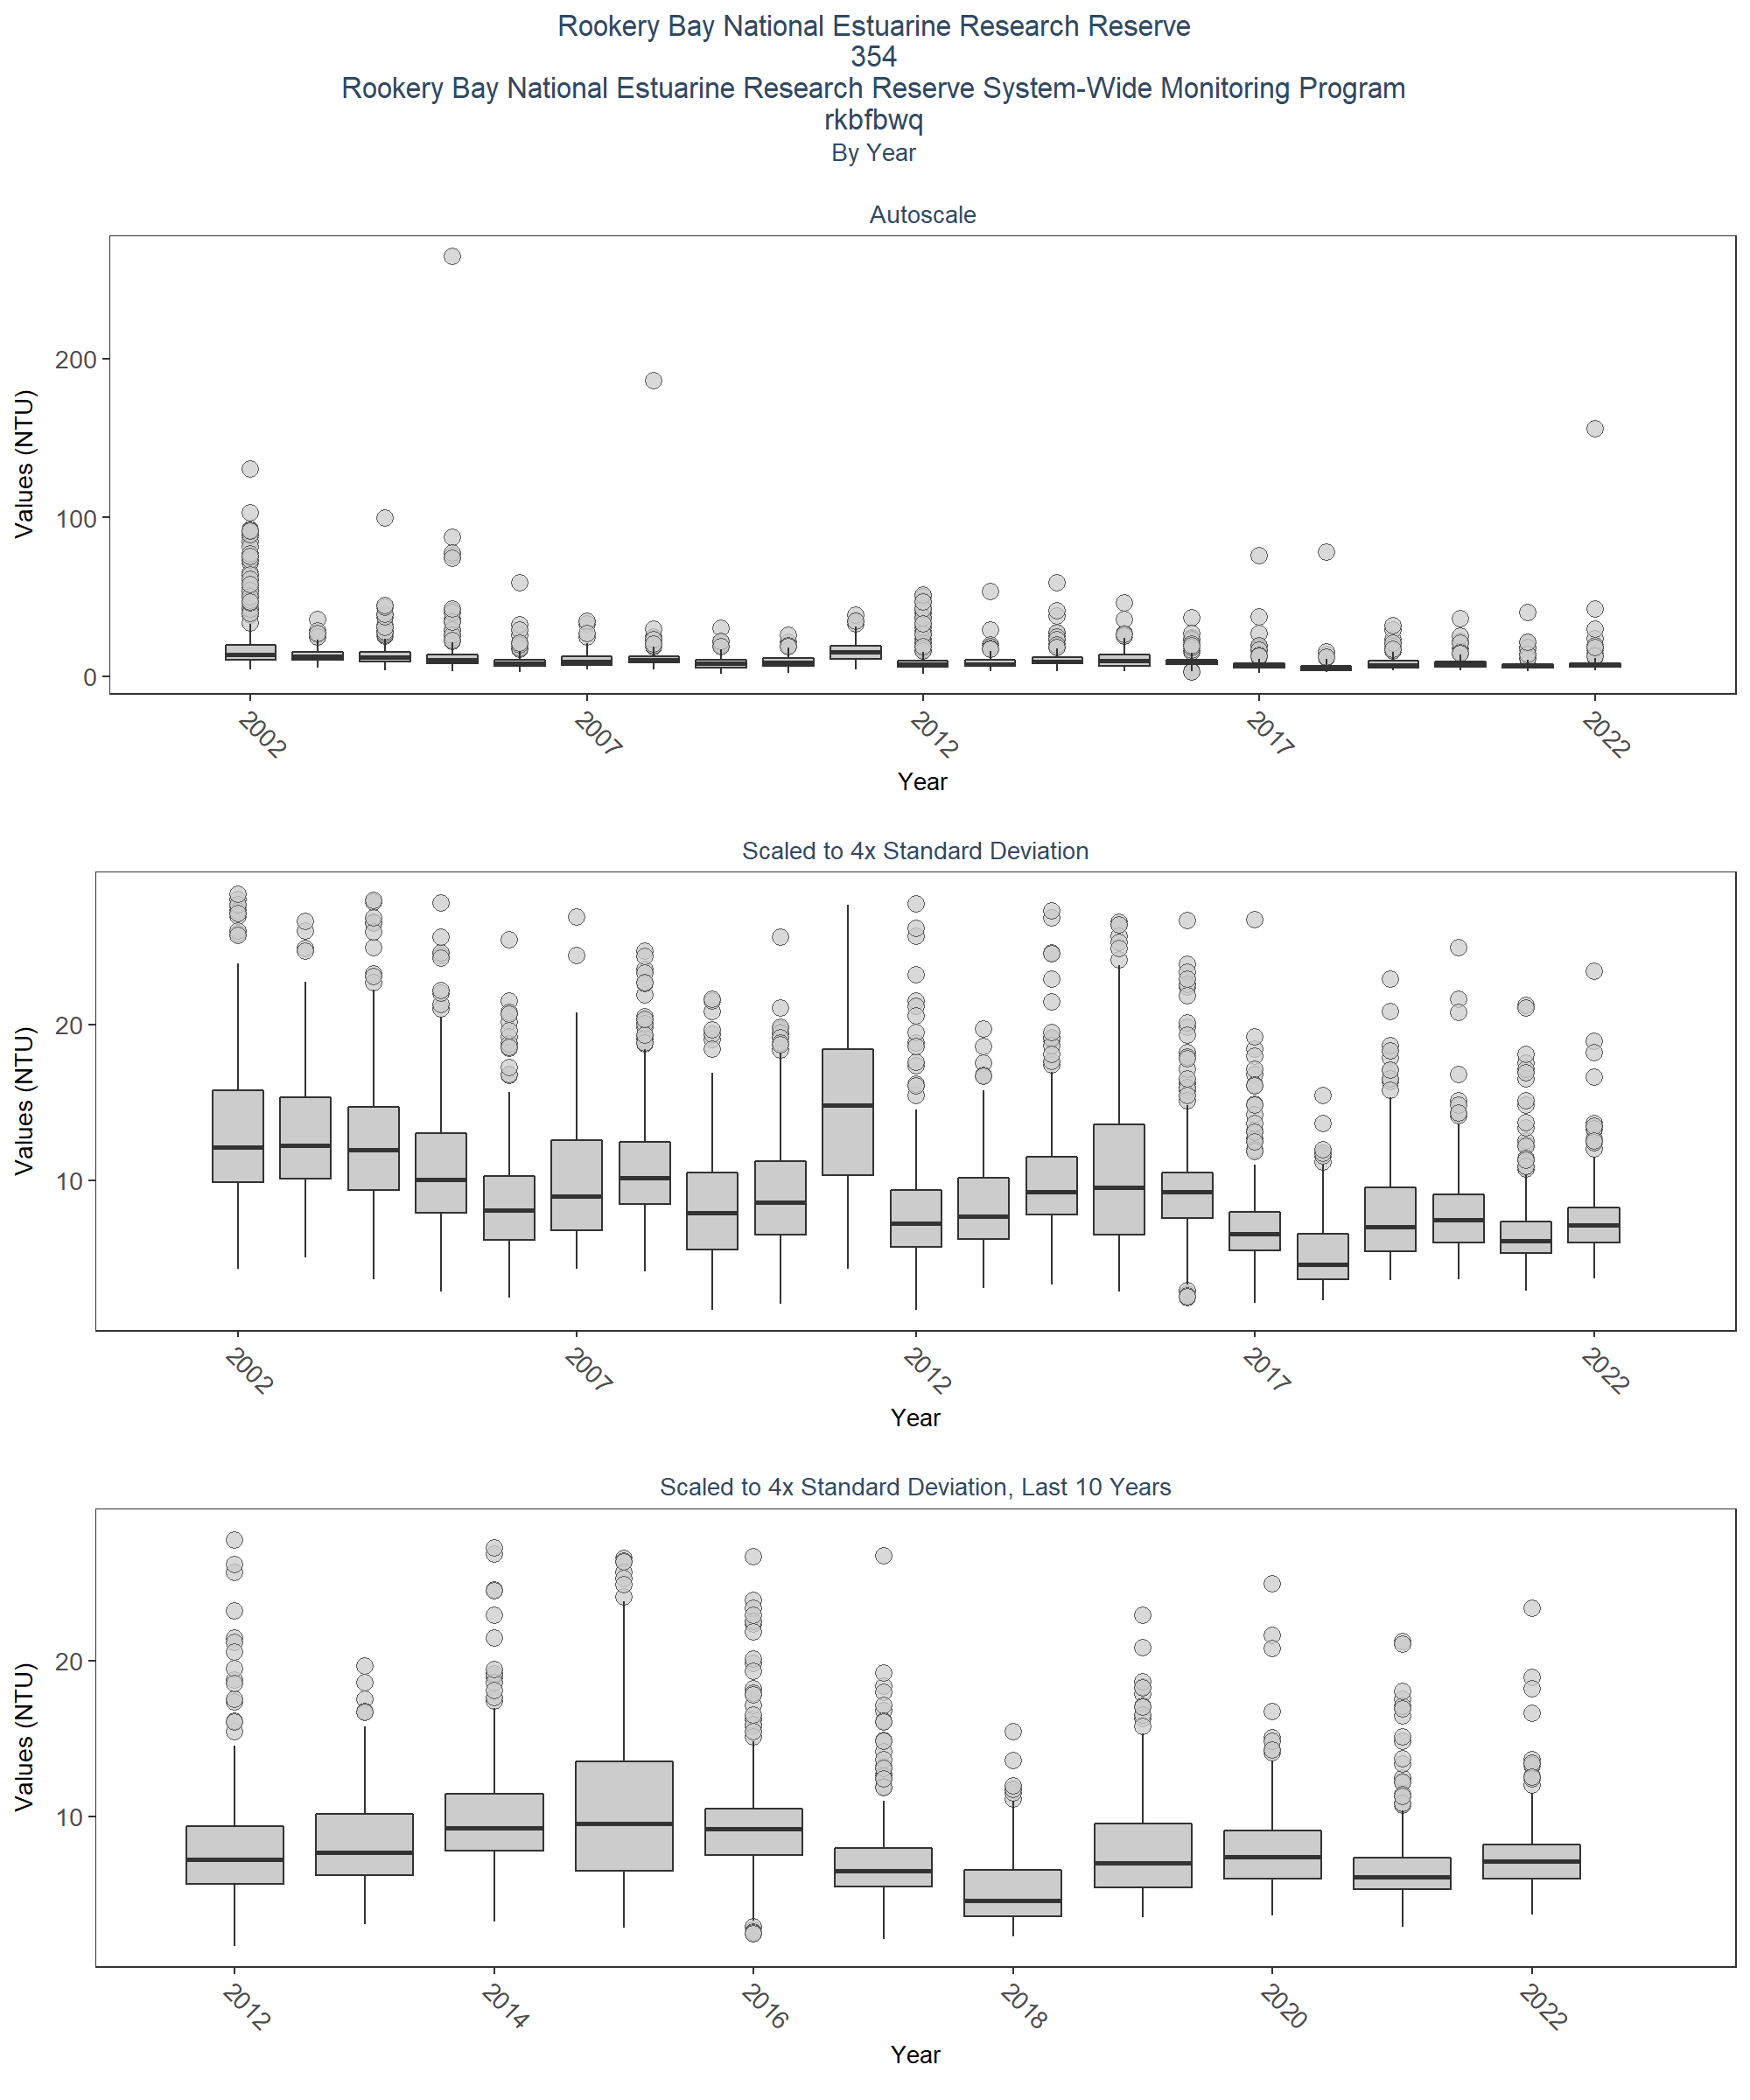 Rookery Bay National Estuarine Research Reserve
354
Rookery Bay National Estuarine Research Reserve System-Wide Monitoring Program
rkbfbwq
By Year
Autoscale
Values (NTU)
200
100
0
2002 2007 2012 2017 2022
Year
Scaled to 4x Standard Deviation
Values (NTU)
20
10
2002 2007 2012 2017 2022
Year
Scaled to 4x Standard Deviation, Last 10 Years
Values (NTU)
20
10
2012 2014 2016 2018 2020 2022
Year